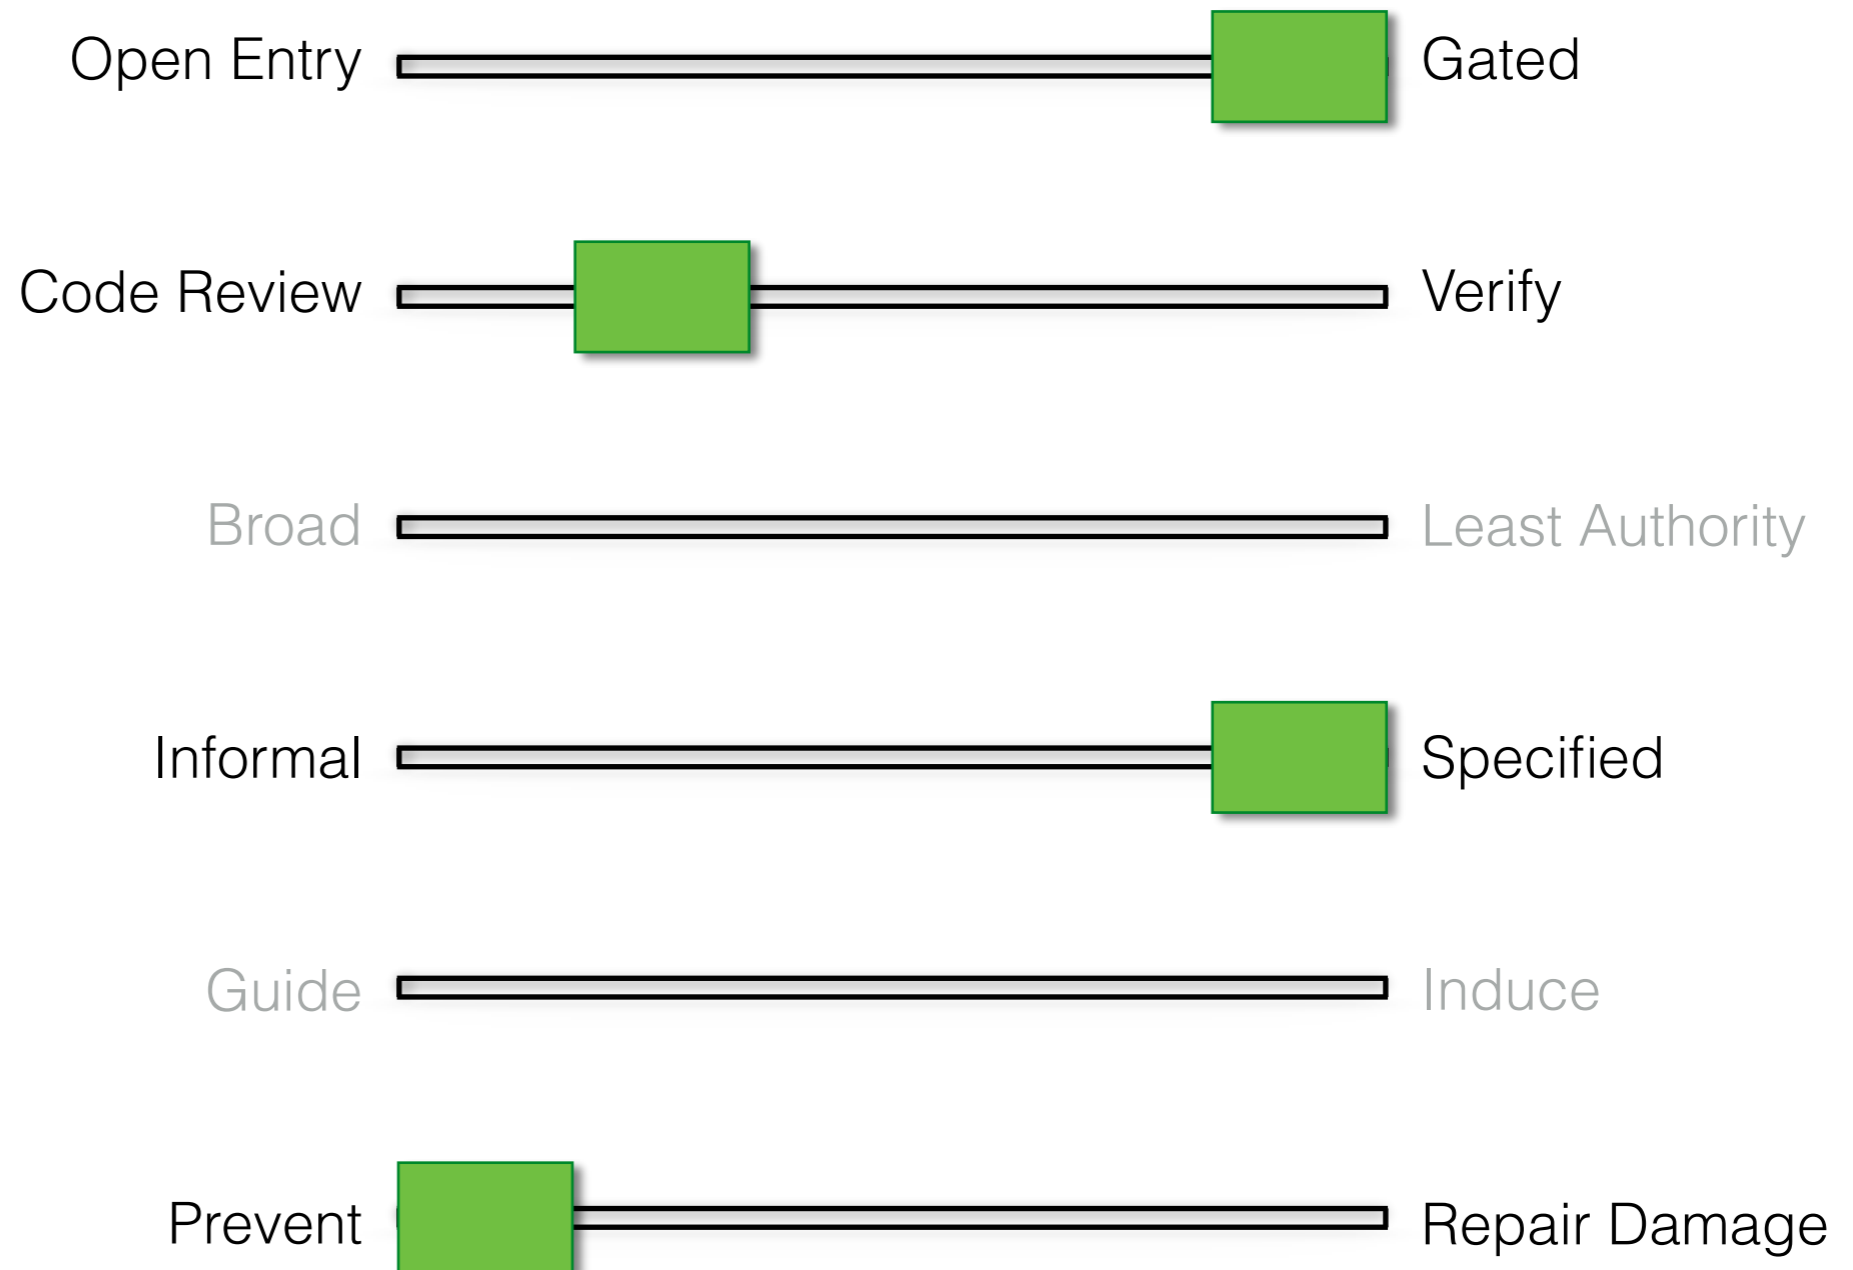 Open Entry Gated
Code Review Verify
Broad Least Authority
Informal Specified
Guide Induce
Prevent Repair Damage